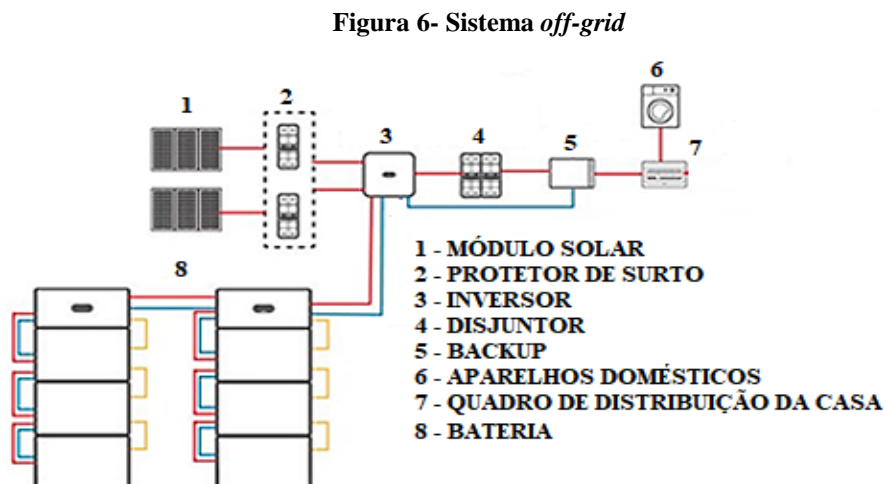 Figura 6- Sistema off-grid
1
2
3
4
5
6
7
8
1 - MÓDULO SOLAR
2 - PROTETOR DE SURTO
3 - INVERSOR
4 - DISJUNTOR
5 - BACKUP
6 - APARELHOS DOMÉSTICOS
7 - QUADRO DE DISTRIBUIÇÃO DA CASA
8 - BATERIA